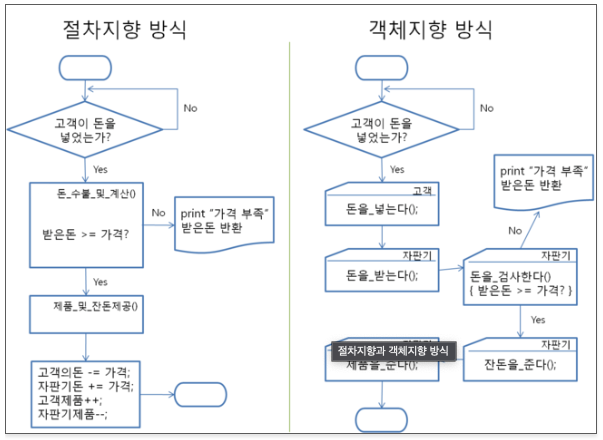 절차지향 방식
고객이 돈을
넣었는가?
No
Yes
돈_수불_및_계산()
받은돈 >= 가격?
No
print "가격 부족"
받은돈 반환
Yes
제품_및_잔돈제공()
고객의돈 -= 가격;
자판기돈 += 가격;
고객제품++;
자판기제품--;
객체지향 방식
고객이 돈을
넣었는가?
No
Yes
고객
돈을_넣는다();
자판기
돈을_받는다();
자판기
돈을_검사한다()
{ 받은돈 >= 가격? }
No
print "가격 부족"
받은돈 반환
Yes
자판기
잔돈을_준다();
절차지향과 객체지향 방식
제품을_준다();